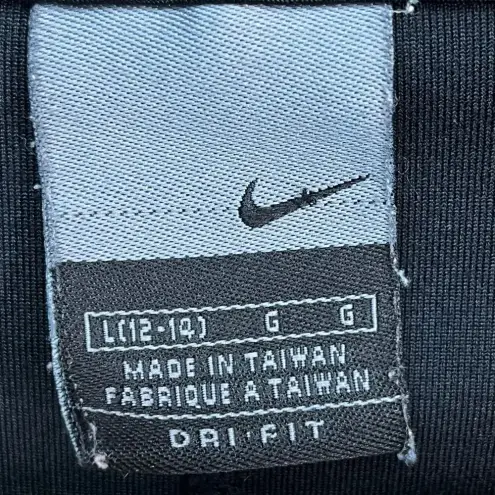 L(12-14) G G
MADE IN TAIWAN
FABRIQUE A TAIWAN
DRI-FIT